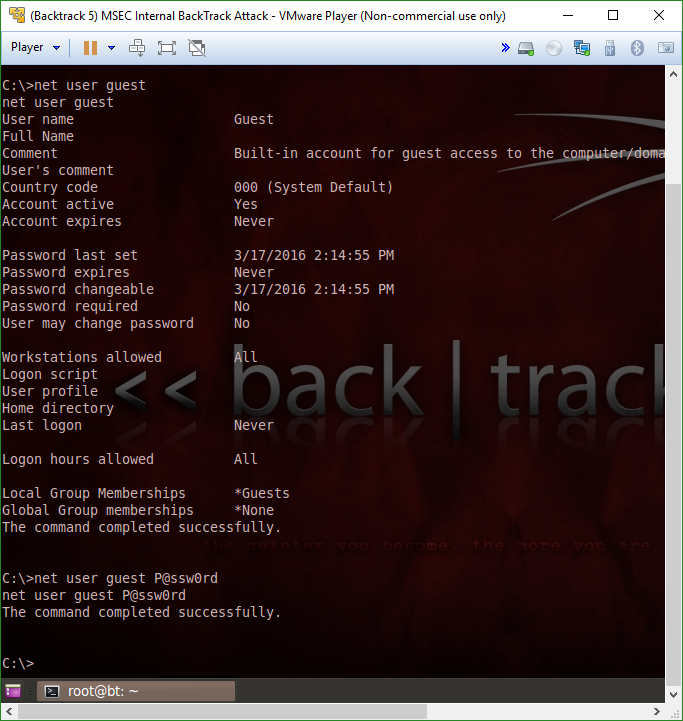 (Backtrack 5) MSEC Internal BackTrack Attack - VMware Player (Non-commercial use only)
Player
C:\>net user guest
net user guest
User name Guest
Full Name
Comment Built-in account for guest access to the computer/doma
User's comment
Country code 000 (System Default)
Account active Yes
Account expires Never
Password last set 3/17/2016 2:14:55 PM
Password expires Never
Password changeable 3/17/2016 2:14:55 PM
Password required No
User may change password No
Workstations allowed All
Logon script
User profile
<< back | track
Home directory
Last logon Never
Logon hours allowed All
Local Group Memberships *Guests
Global Group memberships *None
The command completed successfully.
the quieter you become, the more you are
C:\>net user guest P@ssw0rd
net user guest P@ssw0rd
The command completed successfully.
C:\>
root@bt: ~